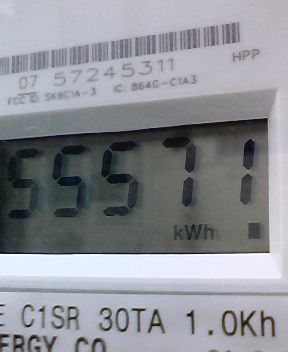 07 57245311
HPP
FCC ID: SK9C1A-3 IC: 864G-C1A3
55571
kWh
E C1SR 30TA 1.0Kh
ERGY CO